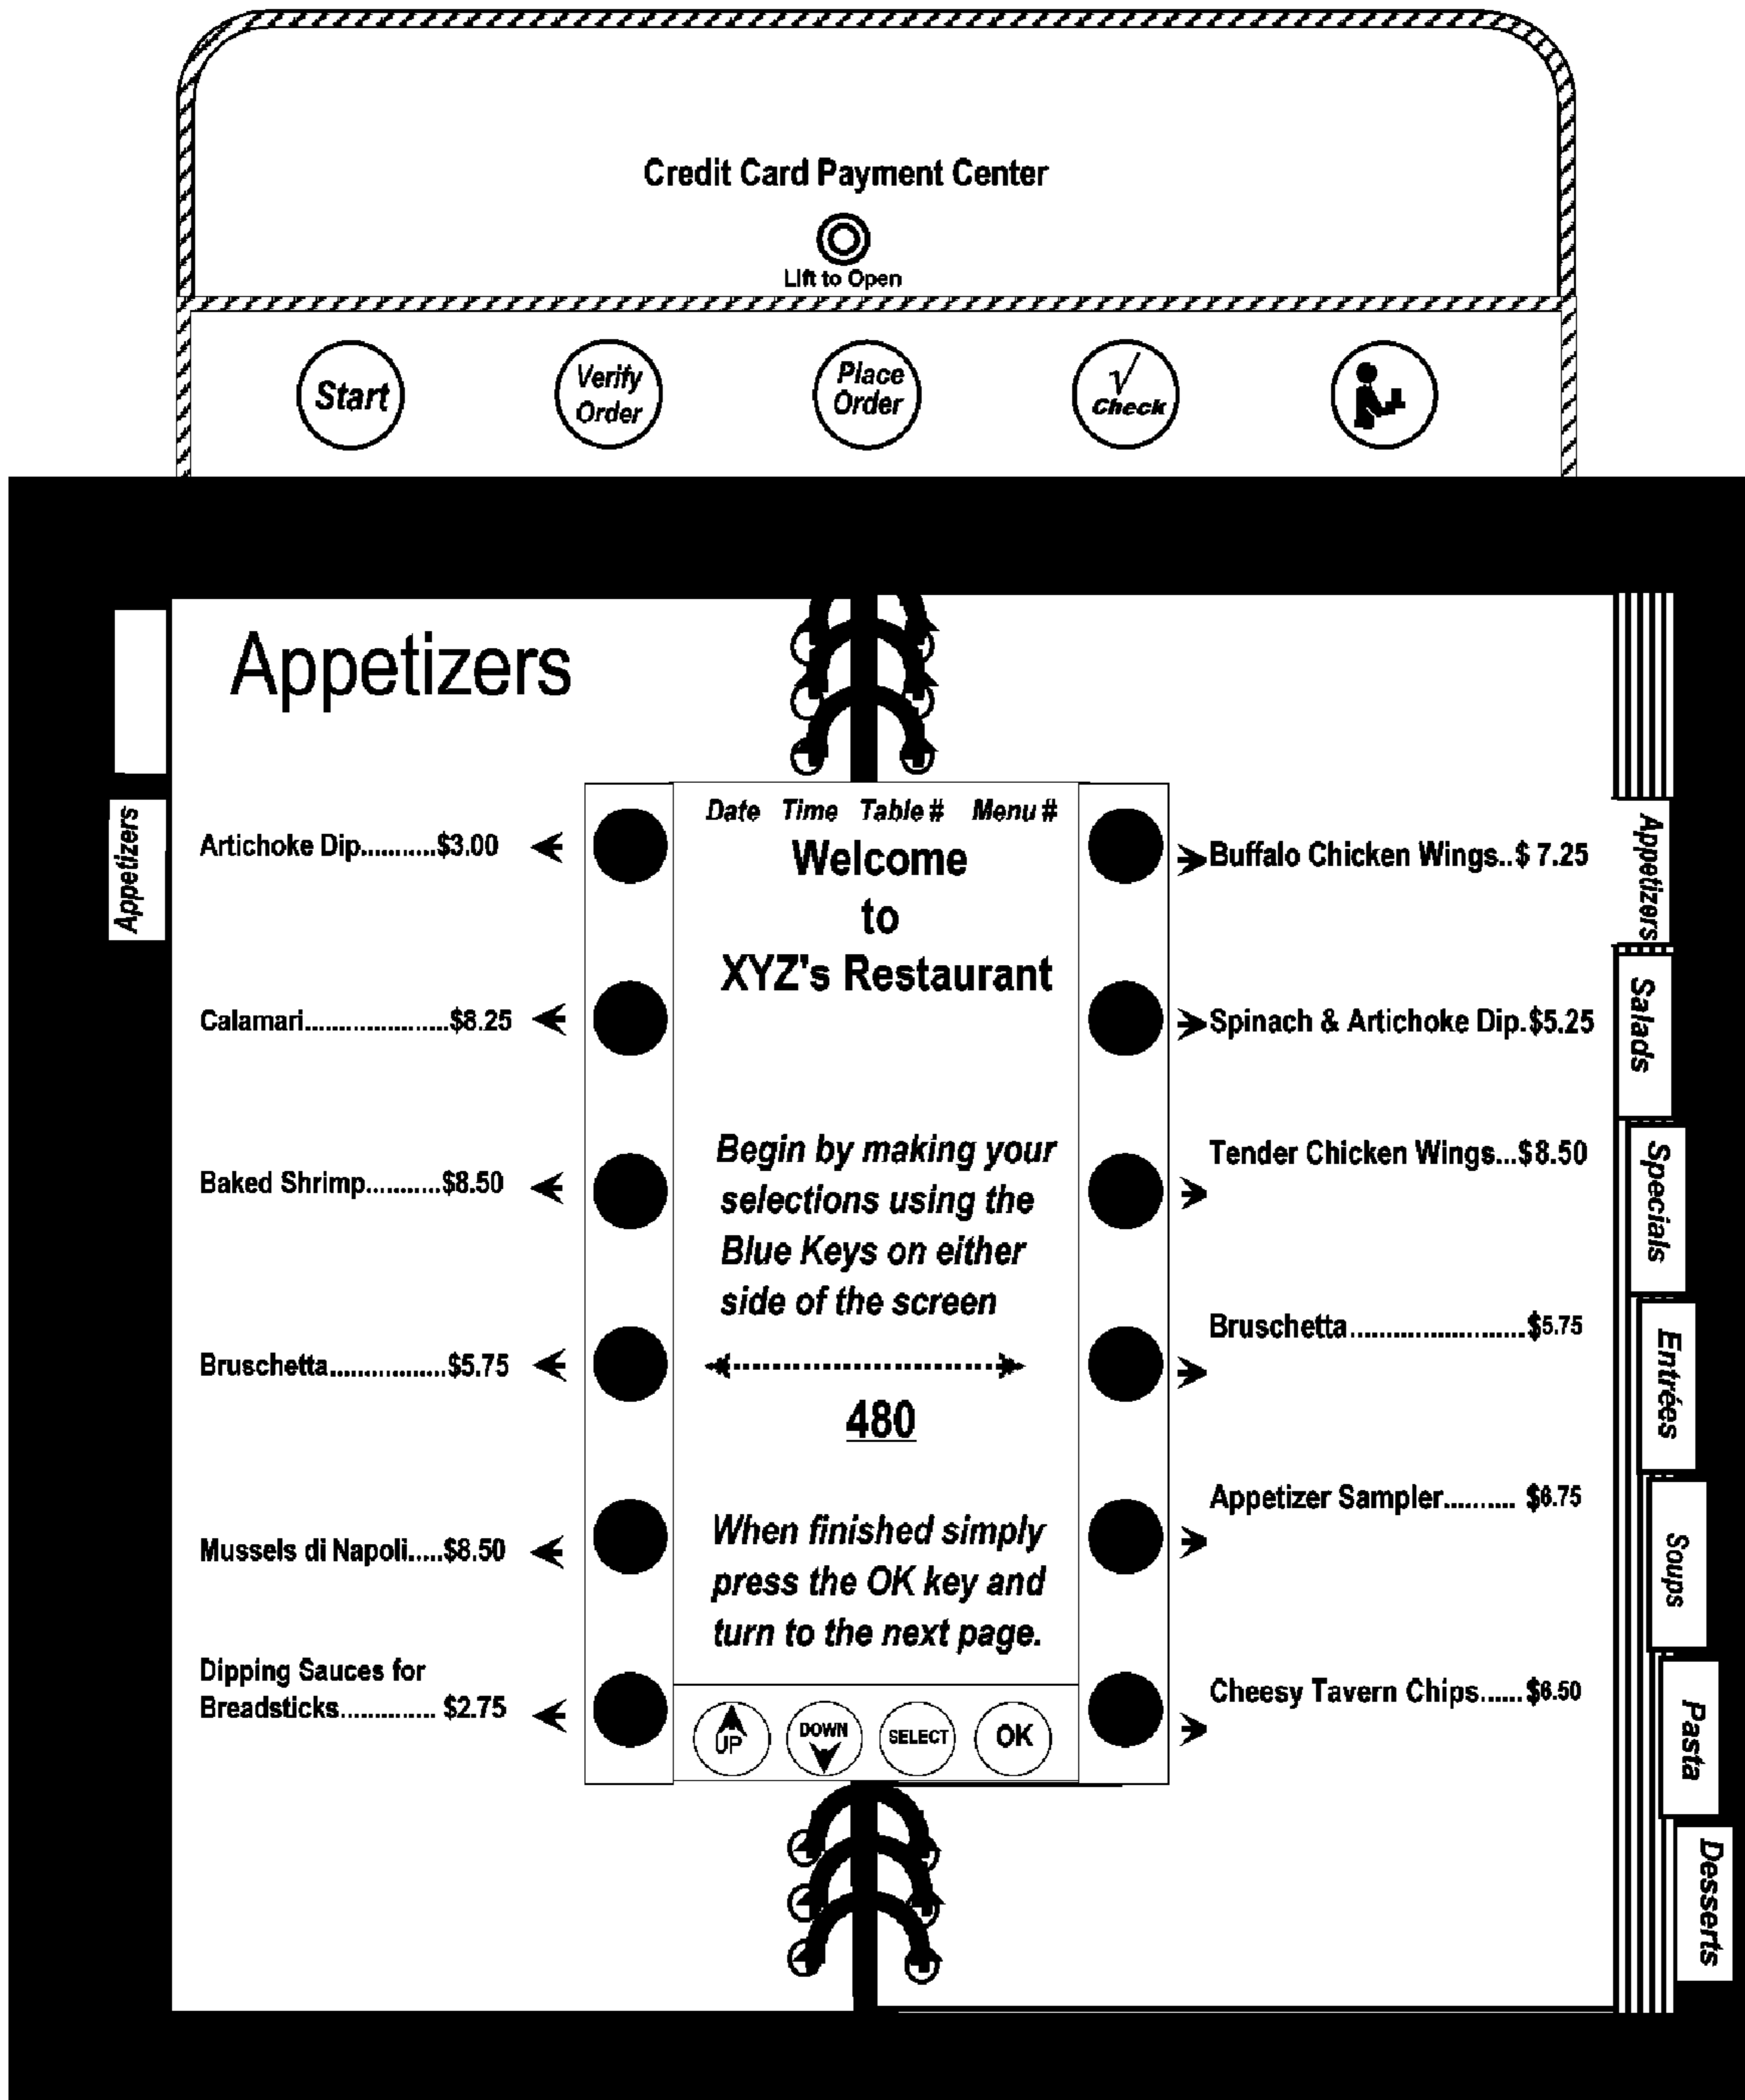 Credit Card Payment Center
Lift to Open
Start
Verify
Order
Place
Order
√
Check
Appetizers
Appetizers
Artichoke Dip...........$3.00
Calamari.....................$8.25
Baked Shrimp...........$8.50
Bruschetta.................$5.75
Mussels di Napoli.....$8.50
Dipping Sauces for
Breadsticks.............. $2.75
Date Time Table # Menu #
Welcome
to
XYZ's Restaurant
Begin by making your
selections using the
Blue Keys on either
side of the screen
480
When finished simply
press the OK key and
turn to the next page.
UP
DOWN
SELECT
OK
Buffalo Chicken Wings..$ 7.25
Spinach & Artichoke Dip.$5.25
Tender Chicken Wings...$8.50
Bruschetta........................$5.75
Appetizer Sampler.......... $6.75
Cheesy Tavern Chips......$6.50
Appetizers
Salads
Specials
Entrées
Soups
Pasta
Desserts